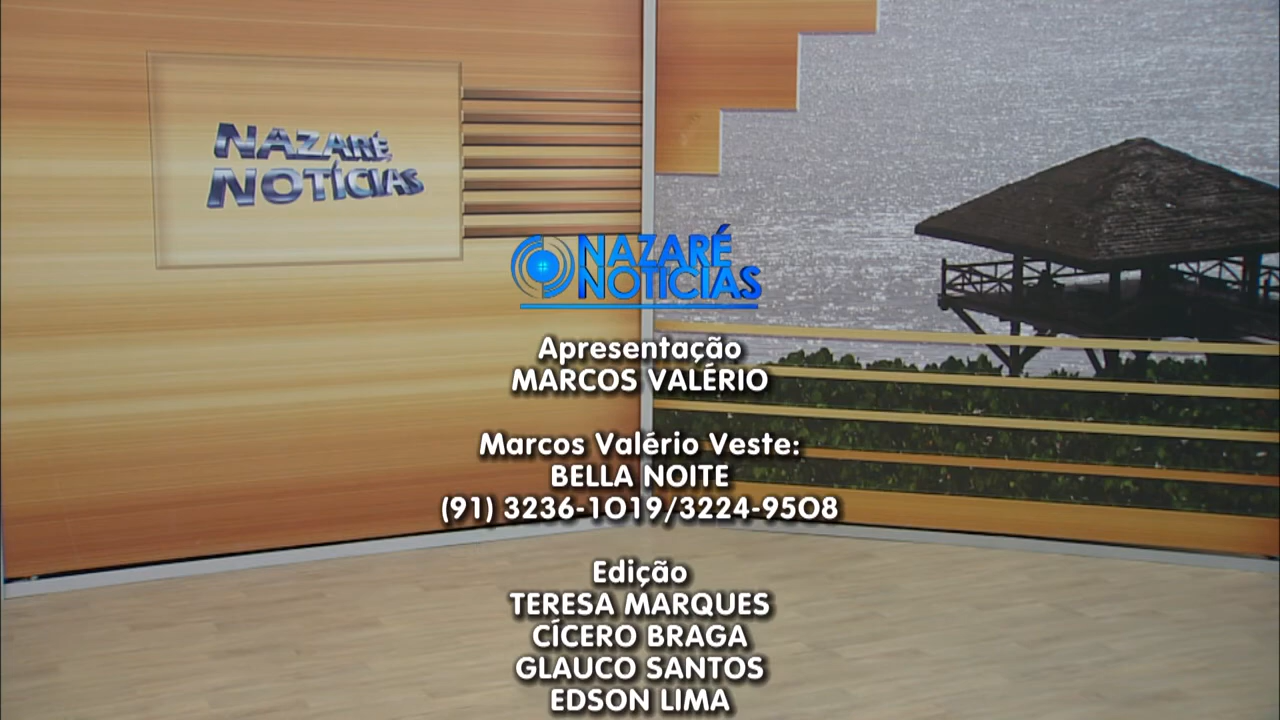 NAZARÉ
NOTÍCIAS
NAZARÉ
NOTÍCIAS
Apresentação
MARCOS VALÉRIO
Marcos Valério Veste:
BELLA NOITE
(91) 3236-1019/3224-9508
Edição
TERESA MARQUES
CÍCERO BRAGA
GLAUCO SANTOS
EDSON LIMA